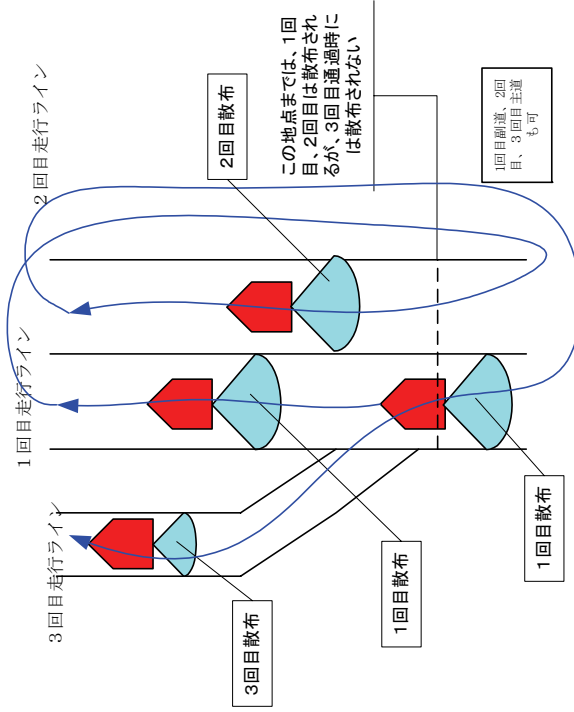 2回目走行ライン
1回目走行ライン
3回目走行ライン
2回目散布
この地点までは、1回
目、2回目は散布され
るが、3回目通過時に
は散布されない
1回目副道、2回
目、3回目主道
も可
3回目散布
1回目散布
1回目散布